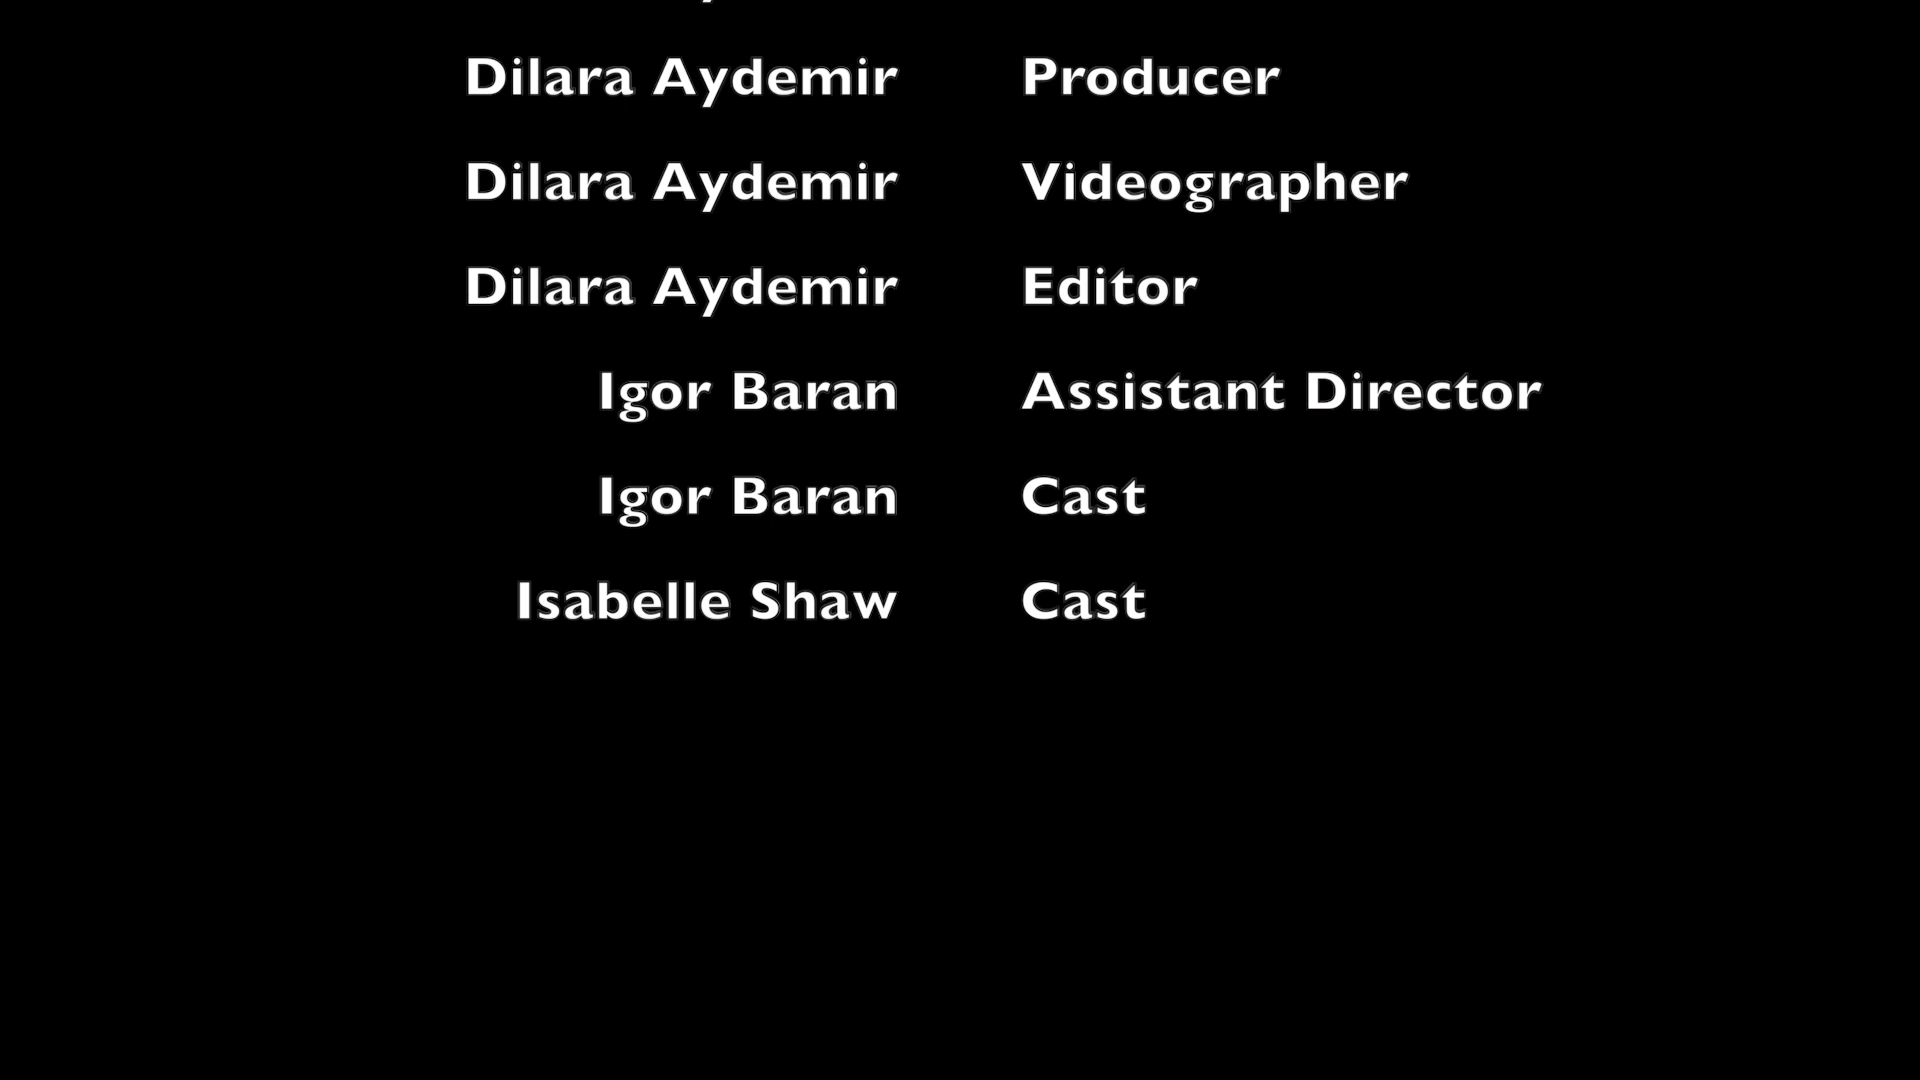 Dilara Aydemir Producer
Dilara Aydemir Videographer
Dilara Aydemir Editor
Igor Baran Assistant Director
Igor Baran Cast
Isabelle Shaw Cast